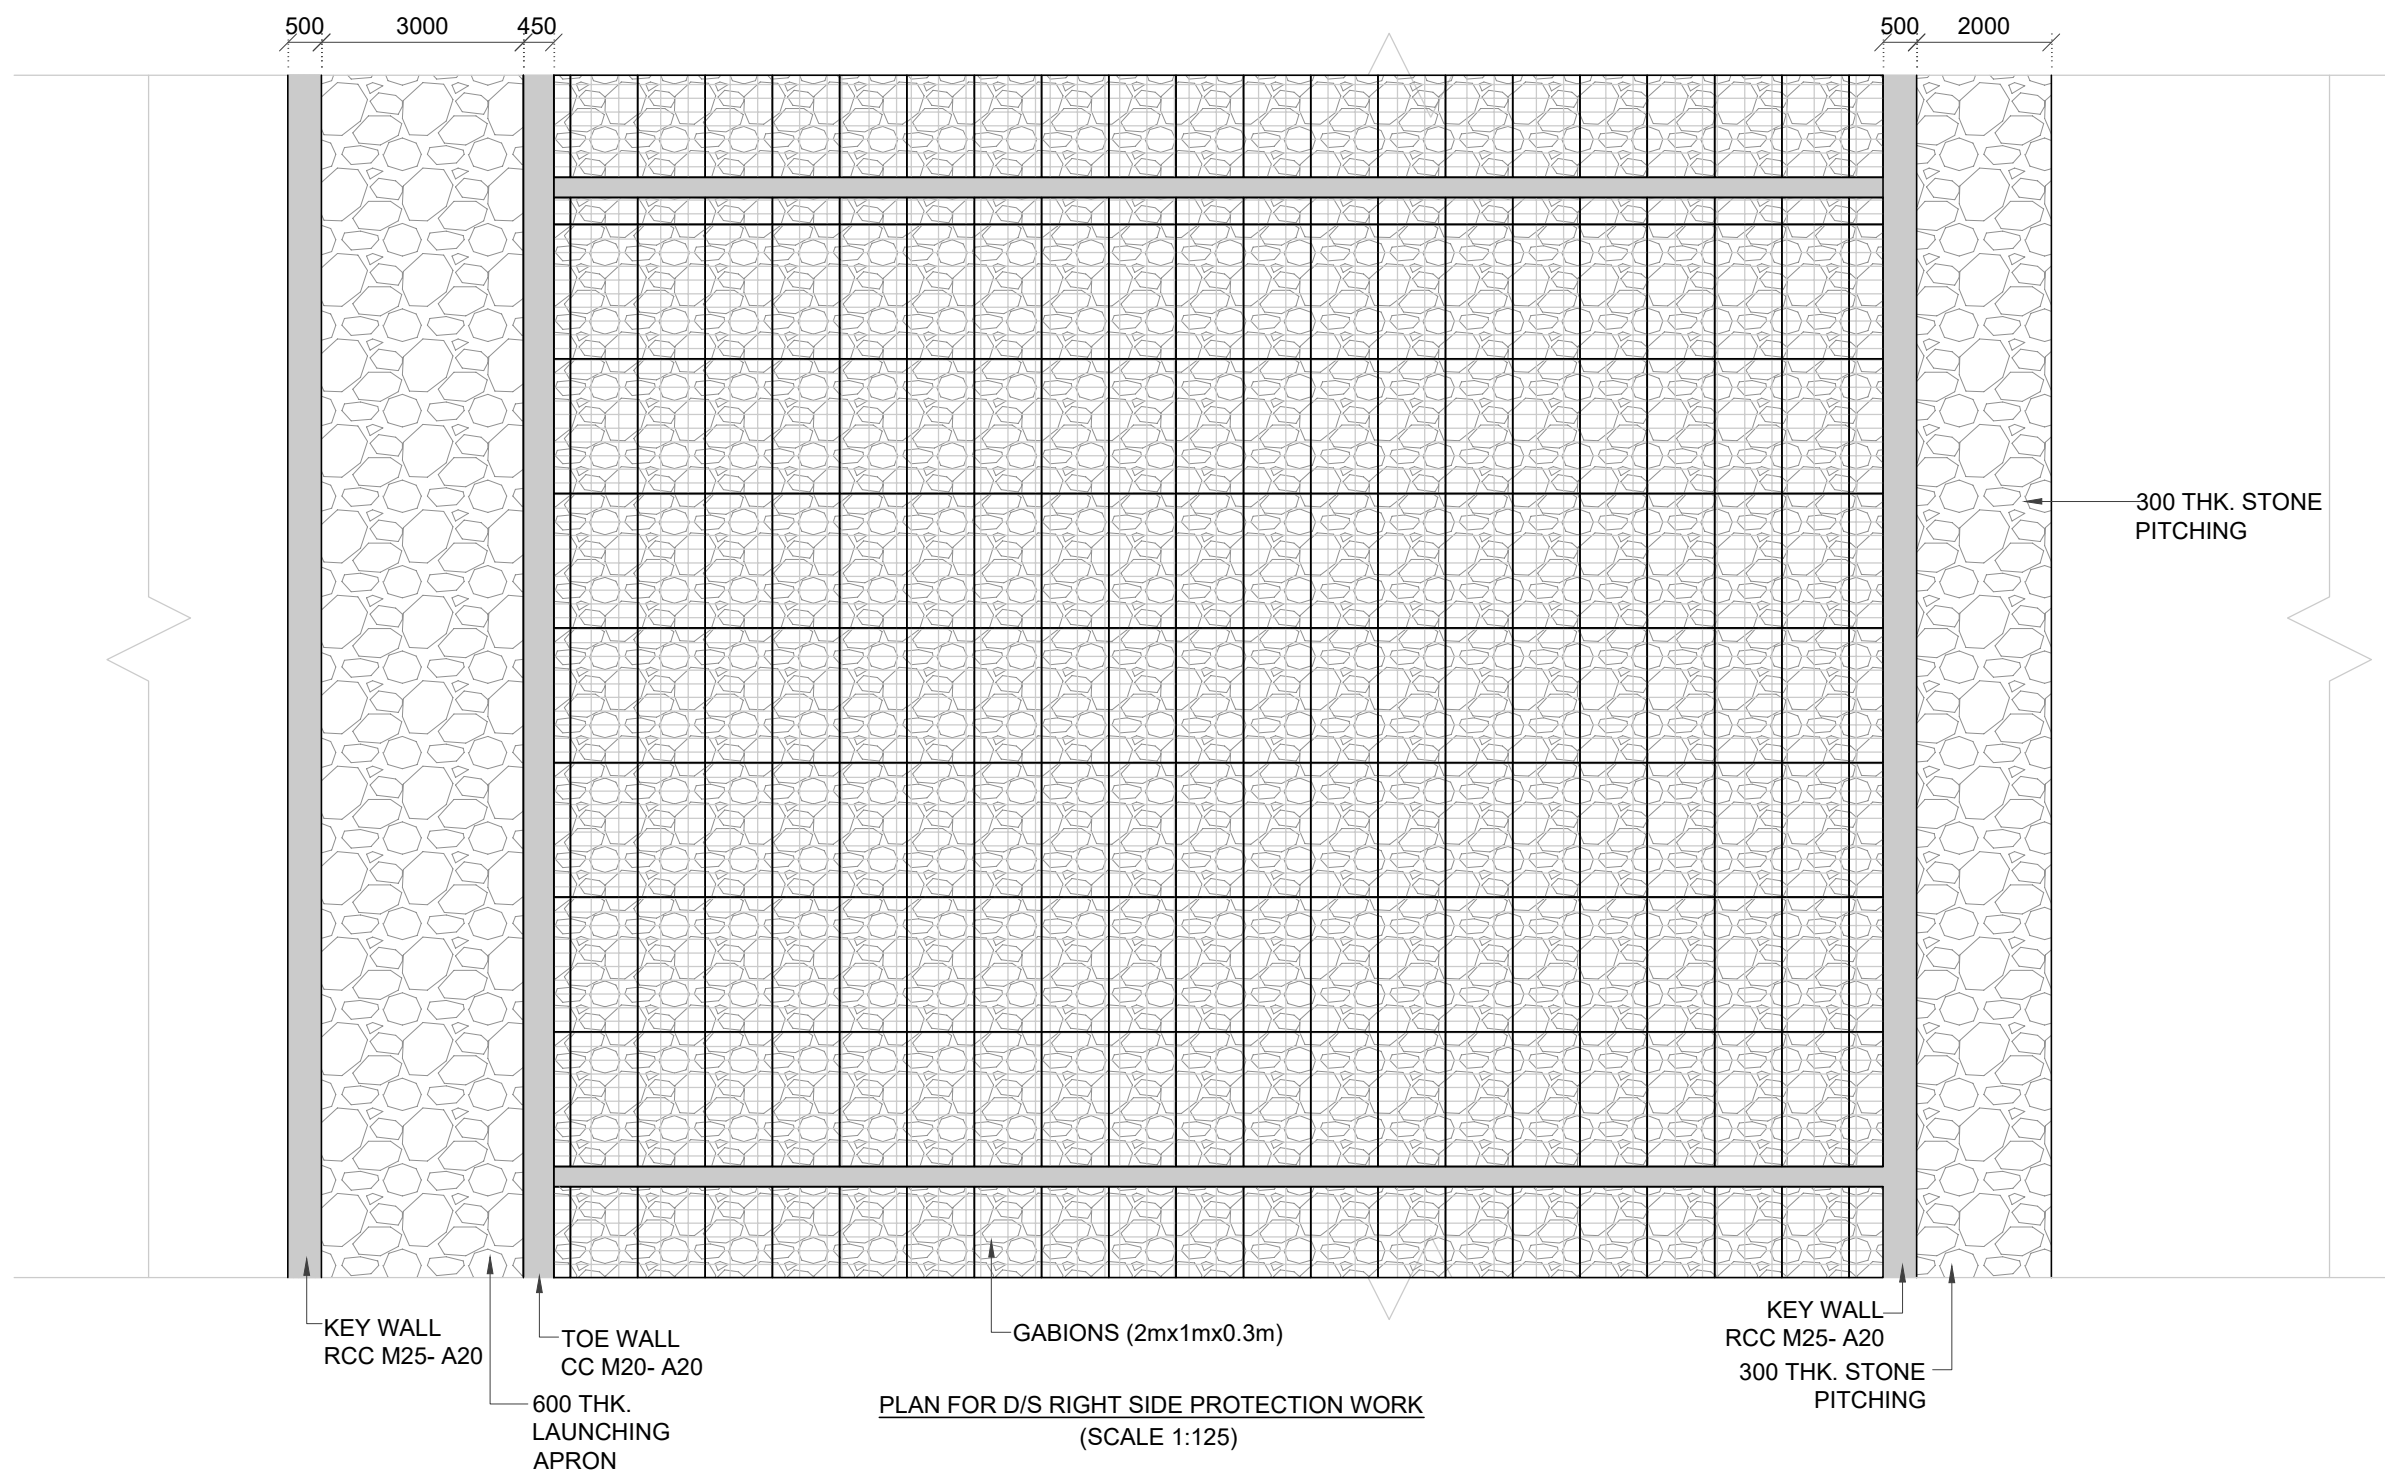 500
3000
450
500
2000
300 THK. STONE
PITCHING
KEY WALL
RCC M25- A20
TOE WALL
CC M20- A20
600 THK.
LAUNCHING
APRON
GABIONS (2mx1mx0.3m)
KEY WALL
RCC M25- A20
300 THK. STONE
PITCHING
PLAN FOR D/S RIGHT SIDE PROTECTION WORK
(SCALE 1:125)